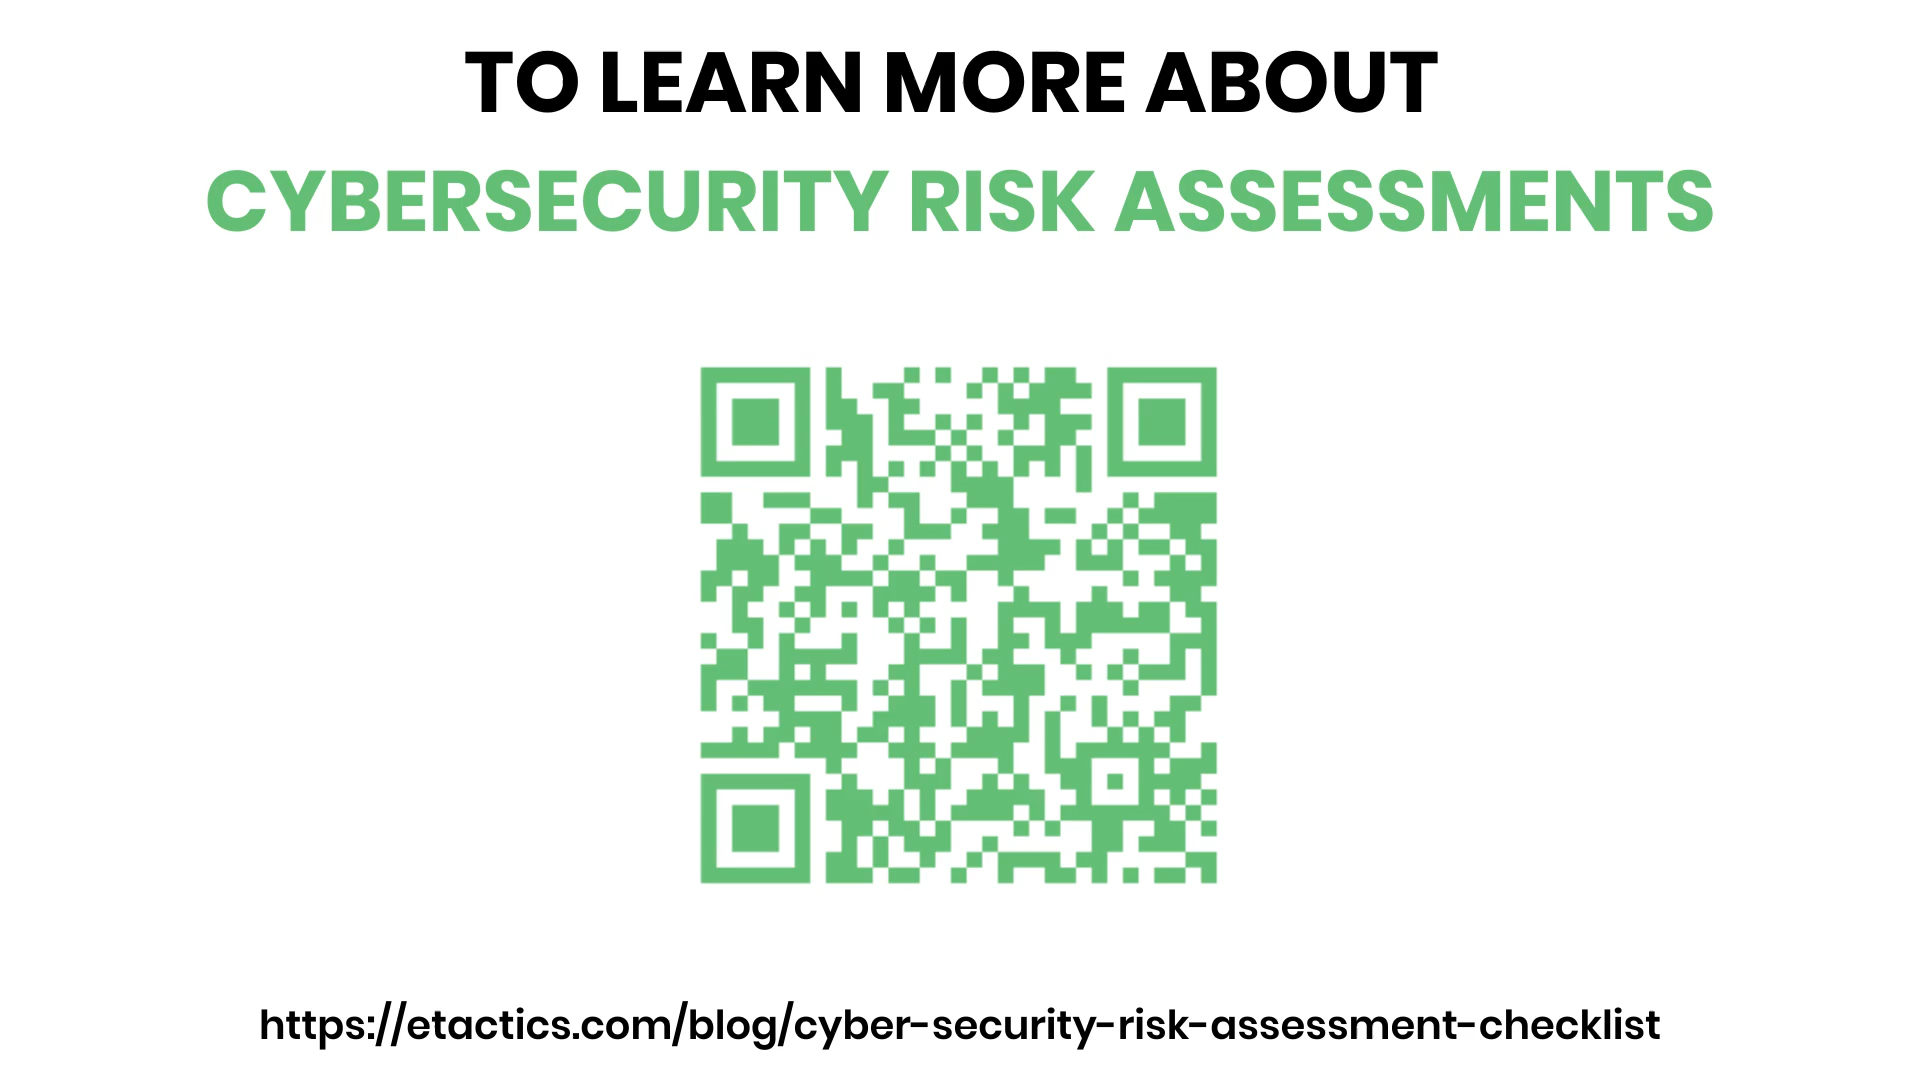 TO LEARN MORE ABOUT
CYBERSECURITY RISK ASSESSMENTS
https://etactics.com/blog/cyber-security-risk-assessment-checklist